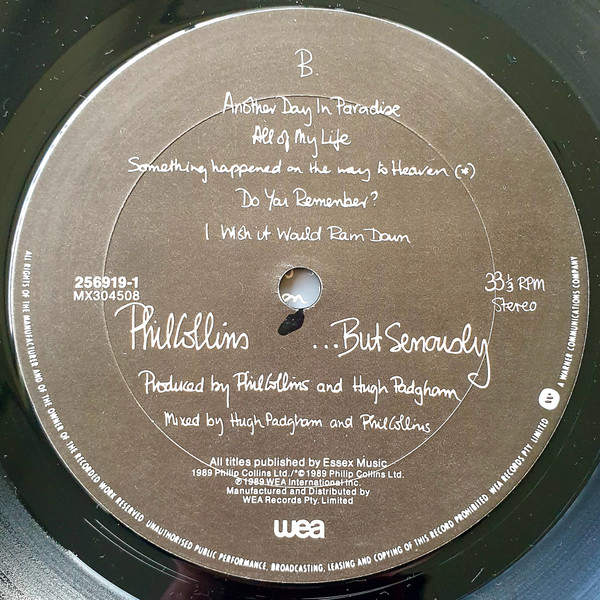 B.
Another Day In Paradise
All of My Life
Something happened on the way to Heaven (*)
Do You Remember?
I Wish it Would Rain Down
256919-1
MX304508
33⅓ RPM
Stereo
on
Phil Collins ...But Seriously
Produced by Phil Collins and Hugh Padgham
Mixed by Hugh Padgham and Phil Collins
All titles published by Essex Music
1989 Philip Collins Ltd./*©1989 Philip Collins Ltd.
℗1989 WEA International Inc.
Manufactured and Distributed by
WEA Records Pty. Limited
wea
ALL RIGHTS OF THE MANUFACTURER AND OF THE OWNER OF THE RECORDED WORK RESERVED UNAUTHORISED PUBLIC PERFORMANCE, BROADCASTING, LEASING AND COPYING OF THIS RECORD PROHIBITED WEA RECORDS PTY. LIMITED W A WARNER COMMUNICATIONS COMPANY